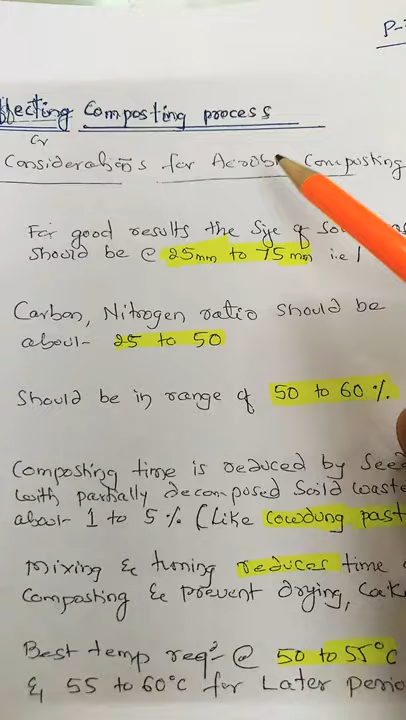 P-
ffecting Composting process
or
Considerations for Aerobic Composting
For good results the size of So
should be @ 25mm to 75mm i.e
Carbon, Nitrogen ratio should be
about 25 to 50
Should be in range of 50 to 60 %.
Composting time is reduced by Seed
with partially decomposed Soild waste
about 1 to 5 % (Like cowdung past
Mixing & turning reduces time
Composting & prevent drying, Cak
Best temp req⁠ᵈ @ 50 to 55°C
& 55 to 60°C for Later perio